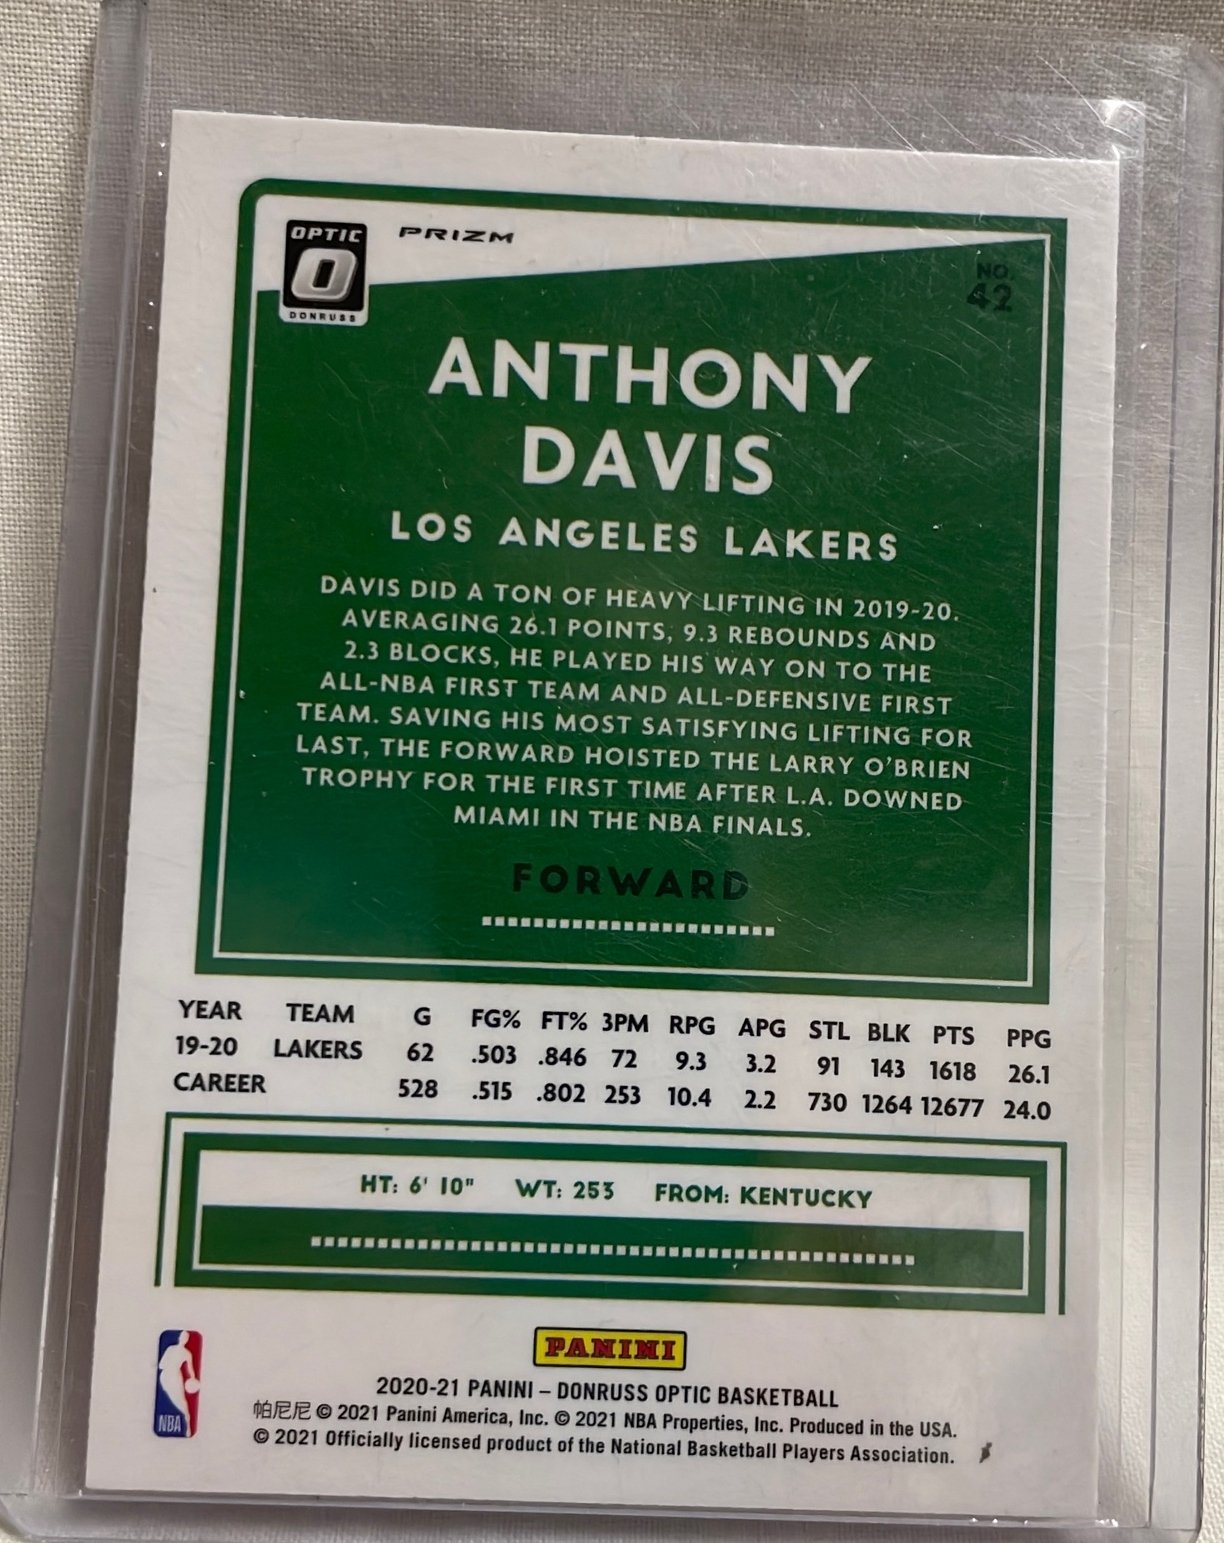 OPTIC
O
DONRUSS
PRIZM
NO.
42
ANTHONY
DAVIS
LOS ANGELES LAKERS
DAVIS DID A TON OF HEAVY LIFTING IN 2019-20.
AVERAGING 26.1 POINTS, 9.3 REBOUNDS AND
2.3 BLOCKS, HE PLAYED HIS WAY ON TO THE
ALL-NBA FIRST TEAM AND ALL-DEFENSIVE FIRST
TEAM. SAVING HIS MOST SATISFYING LIFTING FOR
LAST, THE FORWARD HOISTED THE LARRY O'BRIEN
TROPHY FOR THE FIRST TIME AFTER L.A. DOWNED
MIAMI IN THE NBA FINALS.
FORWARD
YEAR TEAM G FG% FT% 3PM RPG APG STL BLK PTS PPG
19-20 LAKERS 62 .503 .846 72 9.3 3.2 91 143 1618 26.1
CAREER 528 .515 .802 253 10.4 2.2 730 1264 12677 24.0
HT: 6' 10" WT: 253 FROM: KENTUCKY
NBA
PANINI
2020-21 PANINI – DONRUSS OPTIC BASKETBALL
帕尼尼 © 2021 Panini America, Inc. © 2021 NBA Properties, Inc. Produced in the USA.
© 2021 Officially licensed product of the National Basketball Players Association.